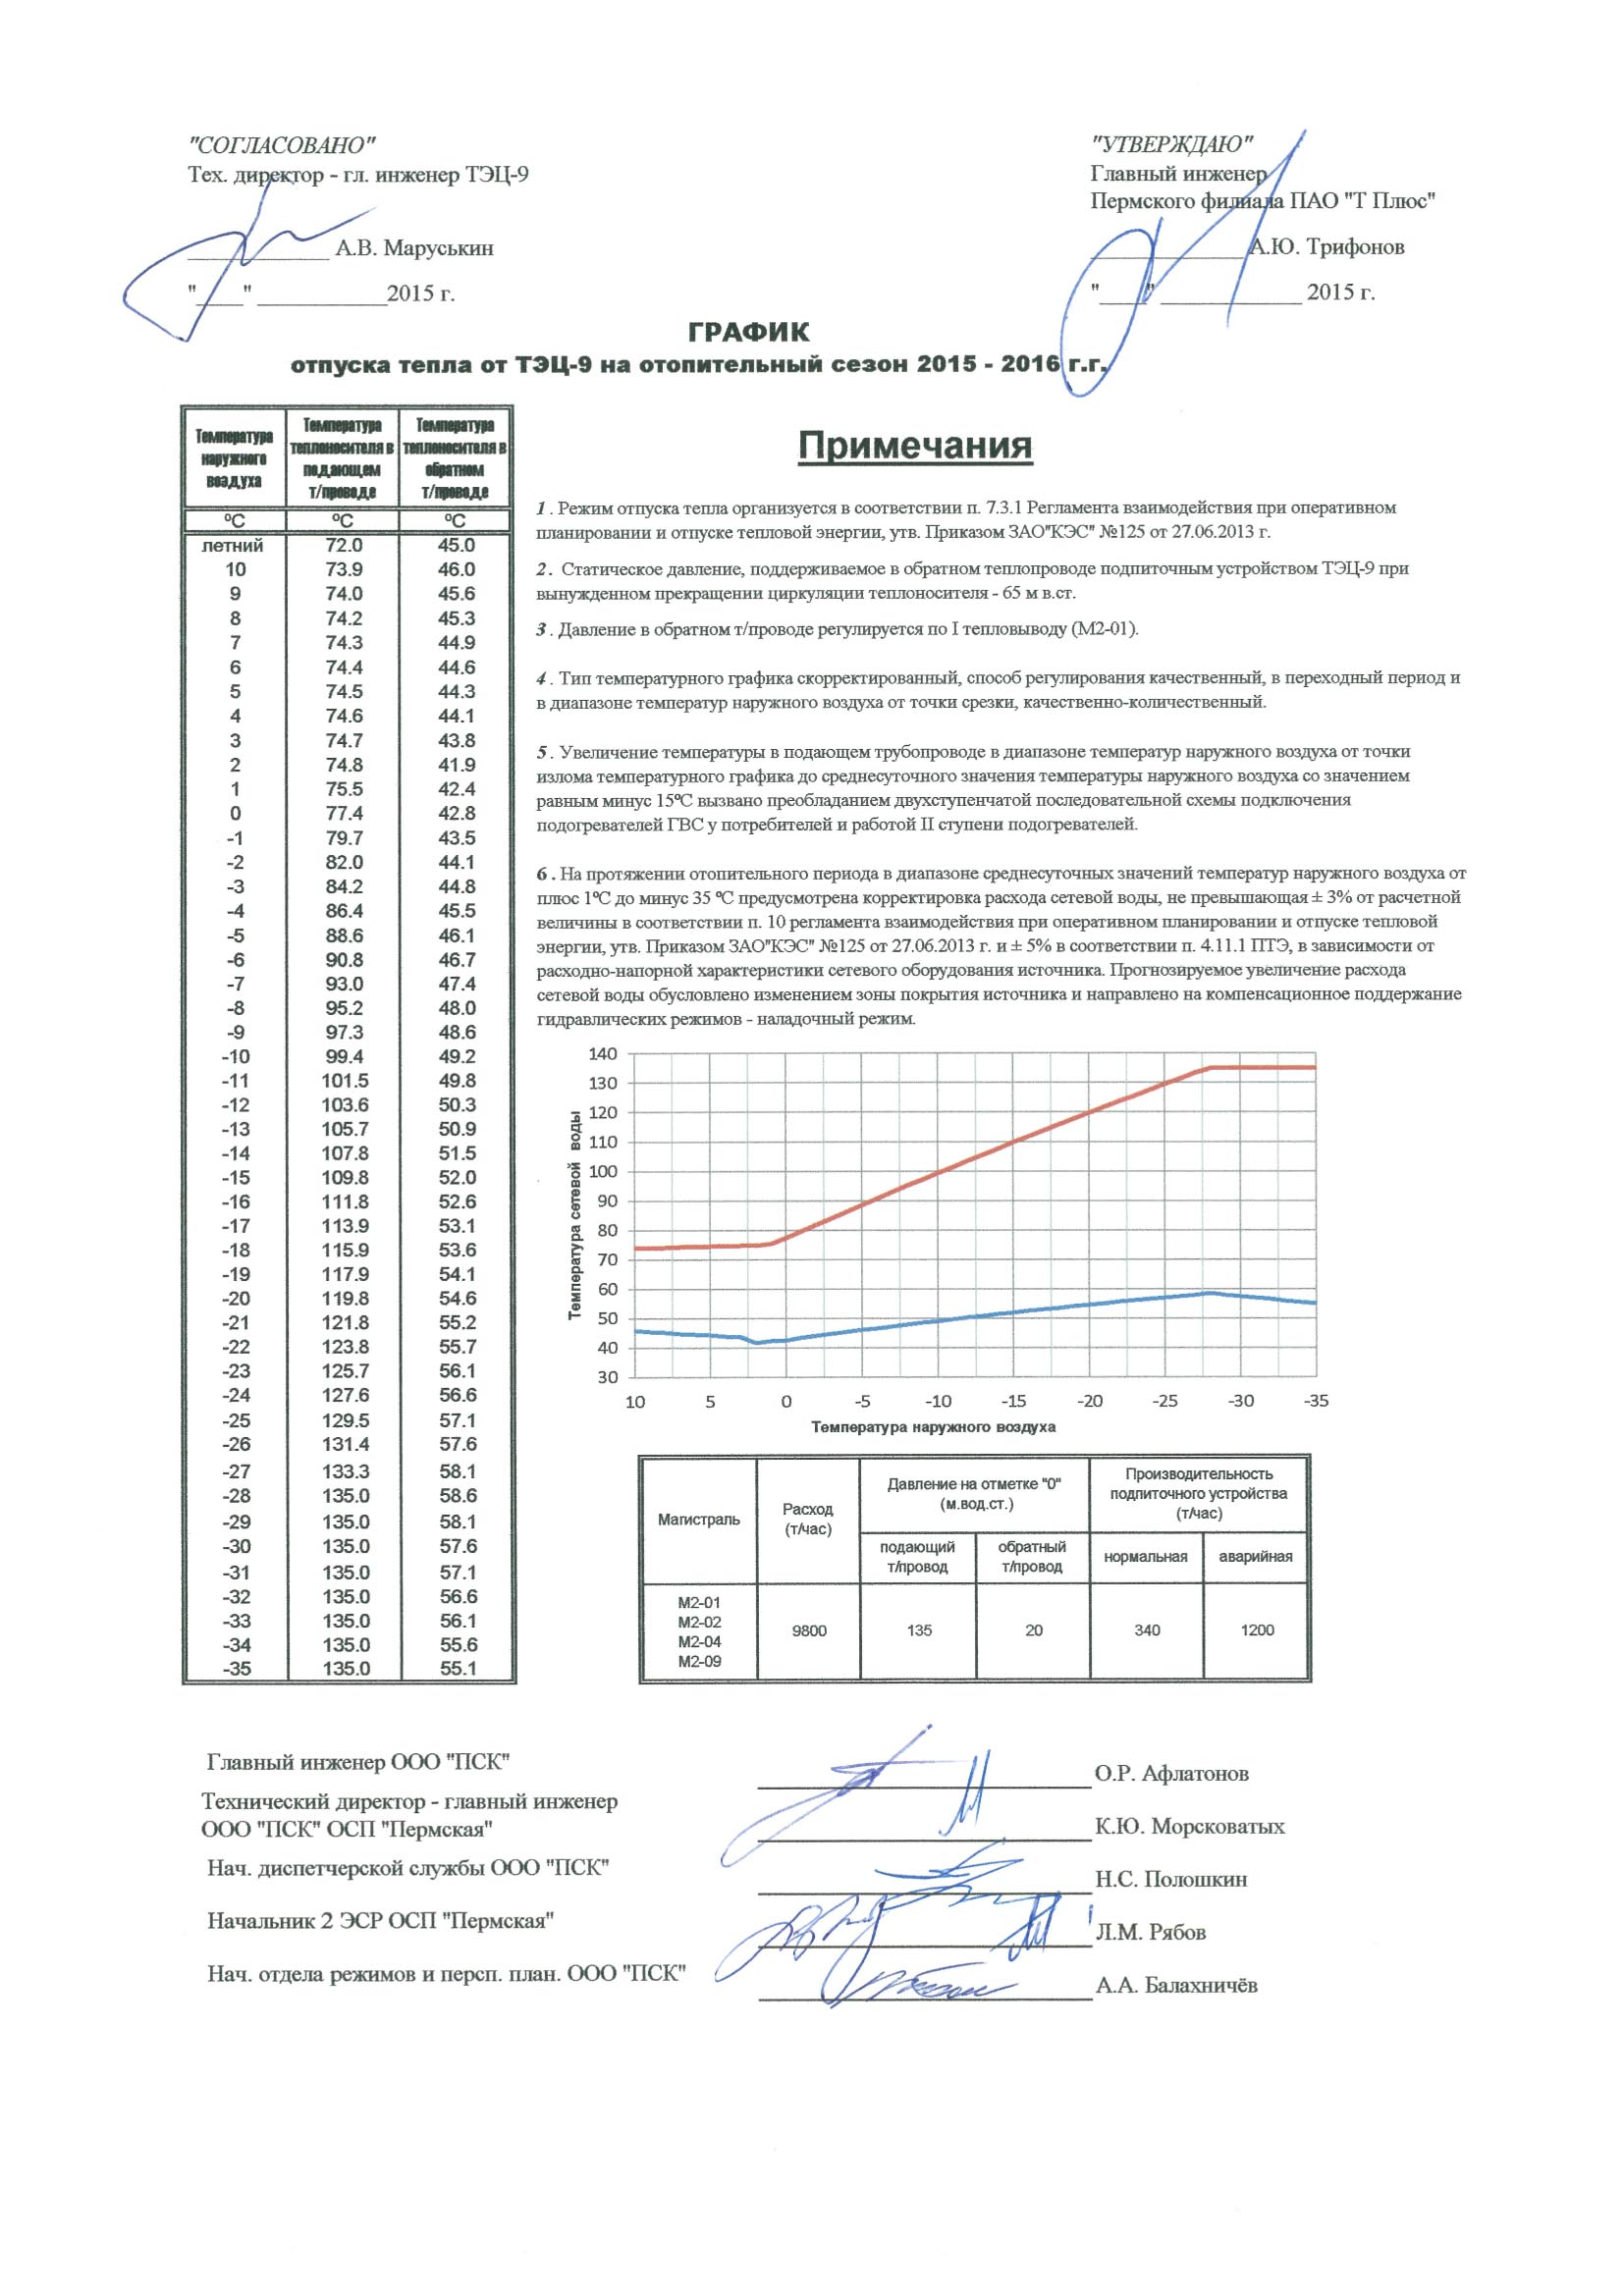 "СОГЛАСОВАНО"
Тех. директор - гл. инженер ТЭЦ-9
____________ А.В. Маруськин
"____" ___________2015 г.
"УТВЕРЖДАЮ"
Главный инженер
Пермского филиала ПАО "Т Плюс"
_____________ А.Ю. Трифонов
"____" ____________ 2015 г.
ГРАФИК
отпуска тепла от ТЭЦ-9 на отопительный сезон 2015 - 2016 г.г.
Температура наружного воздуха Температура теплоносителя в подающем т/проводе Температура теплоносителя в обратном т/проводе
ºС ºС ºС
летний 72.0 45.0
10 73.9 46.0
9 74.0 45.6
8 74.2 45.3
7 74.3 44.9
6 74.4 44.6
5 74.5 44.3
4 74.6 44.1
3 74.7 43.8
2 74.8 41.9
1 75.5 42.4
0 77.4 42.8
-1 79.7 43.5
-2 82.0 44.1
-3 84.2 44.8
-4 86.4 45.5
-5 88.6 46.1
-6 90.8 46.7
-7 93.0 47.4
-8 95.2 48.0
-9 97.3 48.6
-10 99.4 49.2
-11 101.5 49.8
-12 103.6 50.3
-13 105.7 50.9
-14 107.8 51.5
-15 109.8 52.0
-16 111.8 52.6
-17 113.9 53.1
-18 115.9 53.6
-19 117.9 54.1
-20 119.8 54.6
-21 121.8 55.2
-22 123.8 55.7
-23 125.7 56.1
-24 127.6 56.6
-25 129.5 57.1
-26 131.4 57.6
-27 133.3 58.1
-28 135.0 58.6
-29 135.0 58.1
-30 135.0 57.6
-31 135.0 57.1
-32 135.0 56.6
-33 135.0 56.1
-34 135.0 55.6
-35 135.0 55.1
Примечания
1 . Режим отпуска тепла организуется в соответствии п. 7.3.1 Регламента взаимодействия при оперативном
планировании и отпуске тепловой энергии, утв. Приказом ЗАО"КЭС" №125 от 27.06.2013 г.
2 . Статическое давление, поддерживаемое в обратном теплопроводе подпиточным устройством ТЭЦ-9 при
вынужденном прекращении циркуляции теплоносителя - 65 м в.ст.
3 . Давление в обратном т/проводе регулируется по I тепловыводу (М2-01).
4 . Тип температурного графика скорректированный, способ регулирования качественный, в переходный период и
в диапазоне температур наружного воздуха от точки срезки, качественно-количественный.
5 . Увеличение температуры в подающем трубопроводе в диапазоне температур наружного воздуха от точки
излома температурного графика до среднесуточного значения температуры наружного воздуха со значением
равным минус 15ºС вызвано преобладанием двухступенчатой последовательной схемы подключения
подогревателей ГВС у потребителей и работой II ступени подогревателей.
6 . На протяжении отопительного периода в диапазоне среднесуточных значений температур наружного воздуха от
плюс 1ºС до минус 35 ºС предусмотрена корректировка расхода сетевой воды, не превышающая ± 3% от расчетной
величины в соответствии п. 10 регламента взаимодействия при оперативном планировании и отпуске тепловой
энергии, утв. Приказом ЗАО"КЭС" №125 от 27.06.2013 г. и ± 5% в соответствии п. 4.11.1 ПТЭ, в зависимости от
расходно-напорной характеристики сетевого оборудования источника. Прогнозируемое увеличение расхода
сетевой воды обусловлено изменением зоны покрытия источника и направлено на компенсационное поддержание
гидравлических режимов - наладочный режим.
Температура сетевой воды
140
130
120
110
100
90
80
70
60
50
40
30
10 5 0 -5 -10 -15 -20 -25 -30 -35
Температура наружного воздуха
Магистраль Расход (т/час) Давление на отметке "0" (м.вод.ст.) Производительность подпиточного устройства (т/час)
подающий т/провод обратный т/провод нормальная аварийная
М2-01
М2-02
М2-04
М2-09
9800 135 20 340 1200
Главный инженер ООО "ПСК" О.Р. Афлатонов
Технический директор - главный инженер
ООО "ПСК" ОСП "Пермская" К.Ю. Морсковатых
Нач. диспетчерской службы ООО "ПСК" Н.С. Полошкин
Начальник 2 ЭСР ОСП "Пермская" Л.М. Рябов
Нач. отдела режимов и персп. план. ООО "ПСК" А.А. Балахничёв